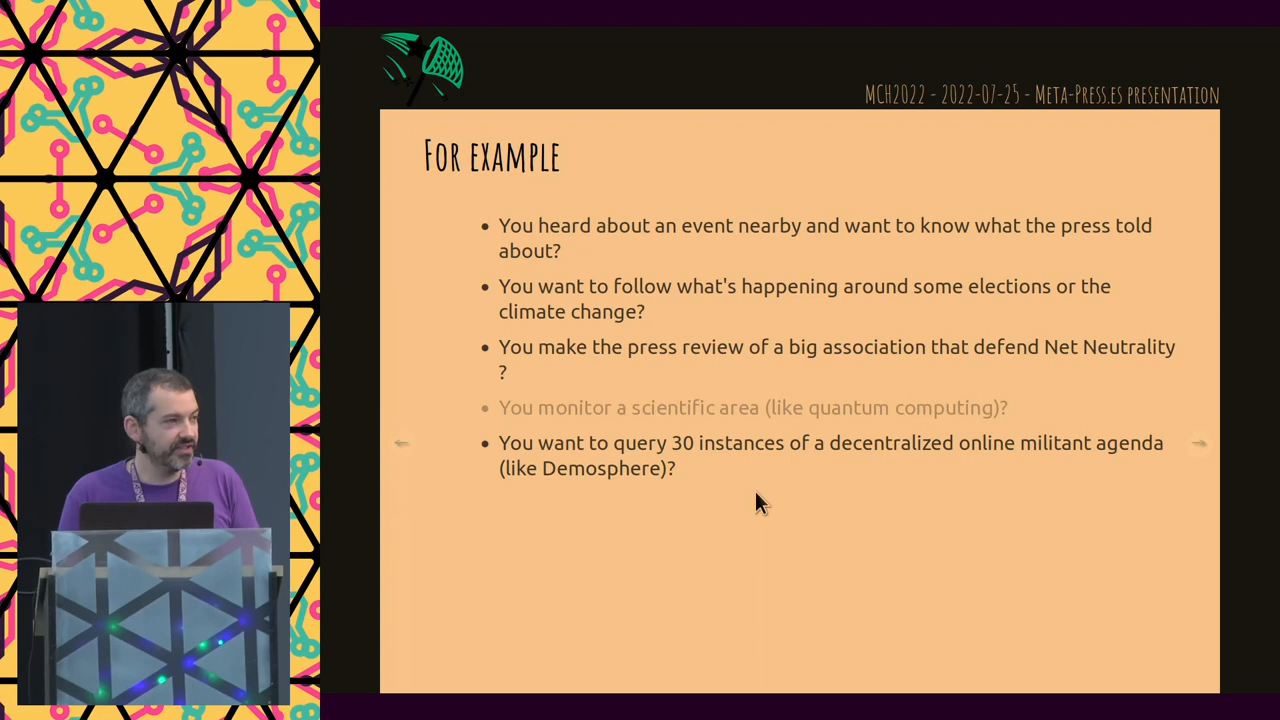 MCH2022 - 2022-07-25 - Meta-Press.es presentation
For example
• You heard about an event nearby and want to know what the press told
about?
• You want to follow what's happening around some elections or the
climate change?
• You make the press review of a big association that defend Net Neutrality
?
• You monitor a scientific area (like quantum computing)?
• You want to query 30 instances of a decentralized online militant agenda
(like Demosphere)?